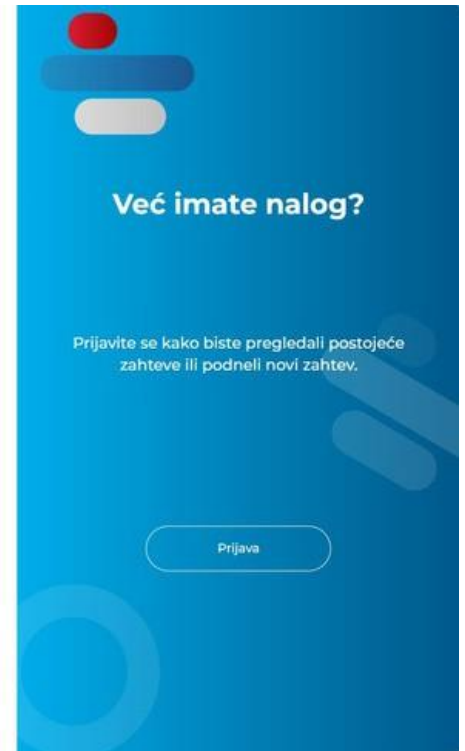 Već imate nalog?
Prijavite se kako biste pregledali postojeće
zahteve ili podneli novi zahtev.
Prijava